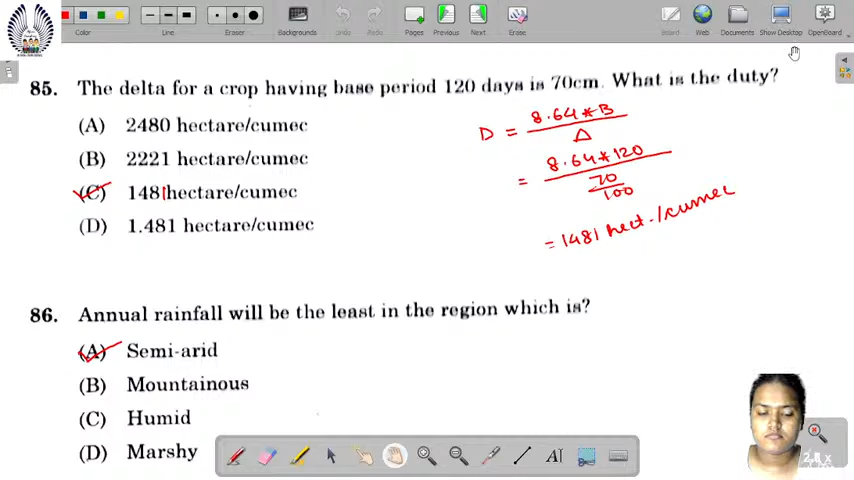 Color
Line
Eraser
Backgrounds
Undo
Redo
Pages
Previous
Next
Erase
Board
Web
Documents
Show Desktop
OpenBoard
85. The delta for a crop having base period 120 days is 70cm. What is the duty?
(A) 2480 hectare/cumec
(B) 2221 hectare/cumec
(C) 1481hectare/cumec
(D) 1.481 hectare/cumec
D = 8.64*B
Δ
= 8.64*120
70
100
= 1481 hect./cumec
86. Annual rainfall will be the least in the region which is?
(A) Semi-arid
(B) Mountainous
(C) Humid
(D) Marshy